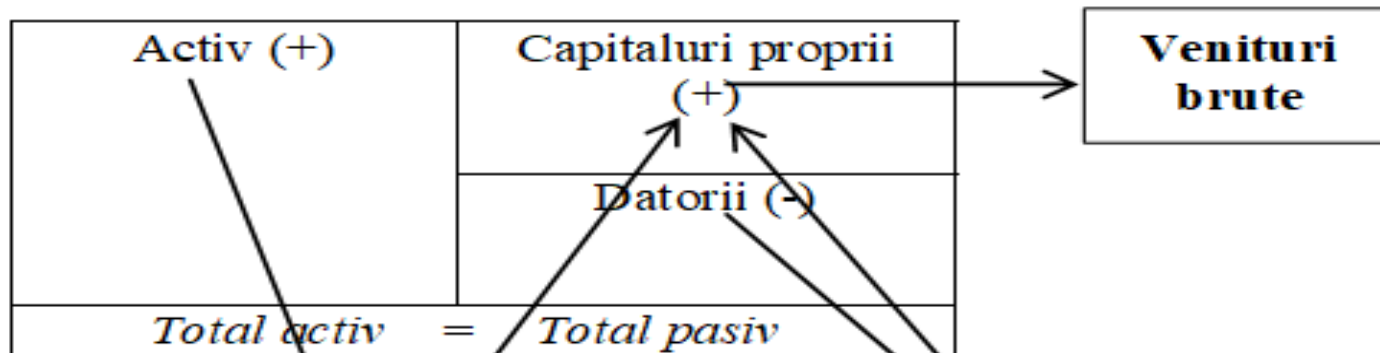 Activ (+)
Capitaluri proprii
(+)
Venituri
brute
Datorii (-)
Total activ = Total pasiv